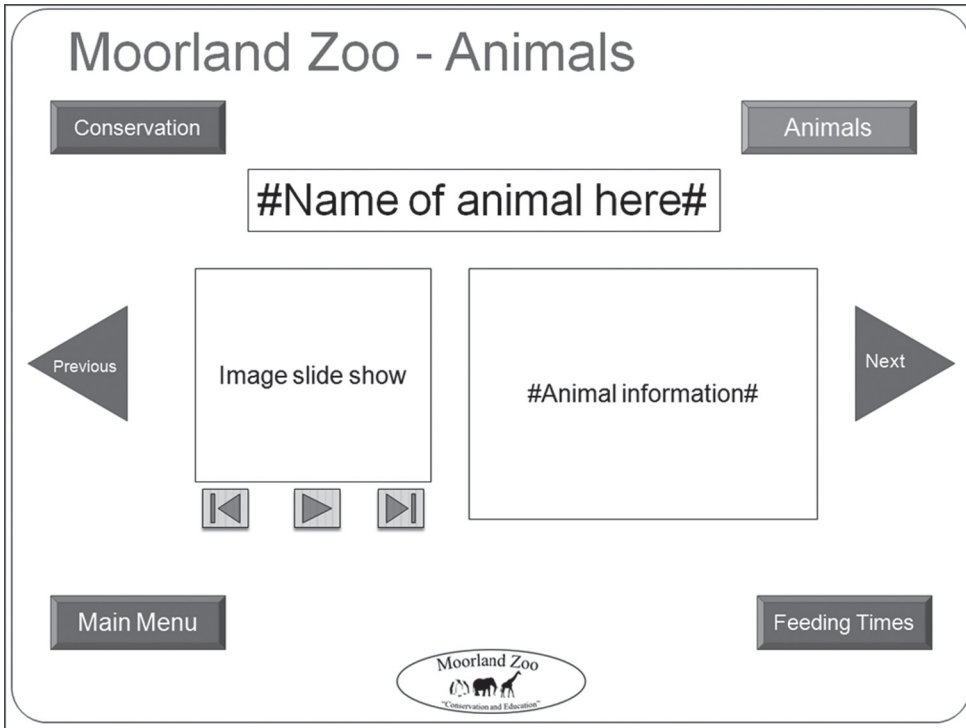 Moorland Zoo - Animals
Conservation
Animals
#Name of animal here#
Previous
Image slide show
#Animal information#
Next
Main Menu
Feeding Times
Moorland Zoo
"Conservation and Education"